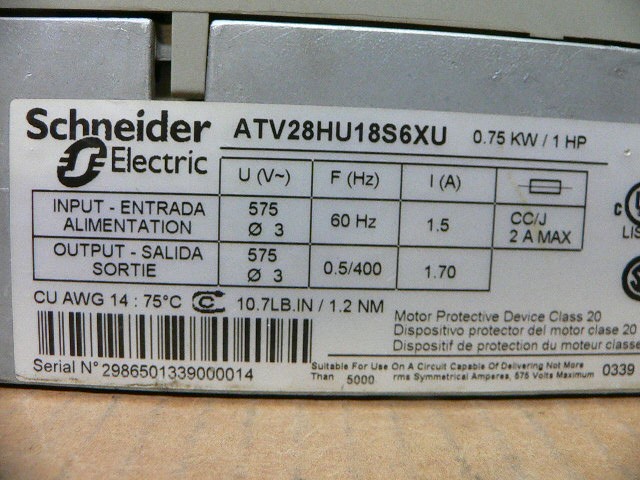 Schneider Electric
ATV28HU18S6XU 0.75 KW / 1 HP
U (V~) F (Hz) I (A)
INPUT - ENTRADA ALIMENTATION 575 Ø 3 60 Hz 1.5 CC/J 2 A MAX
OUTPUT - SALIDA SORTIE 575 Ø 3 0.5/400 1.70
CU AWG 14 : 75°C 10.7LB.IN / 1.2 NM
Motor Protective Device Class 20
Dispositivo protector del motor clase 20
Dispositif de protection du moteur classe
Serial N° 2986501339000014
Suitable For Use On A Circuit Capable Of Delivering Not More
Than 5000 rms Symmetrical Amperes, 575 Volts Maximum 0339
C
LIS